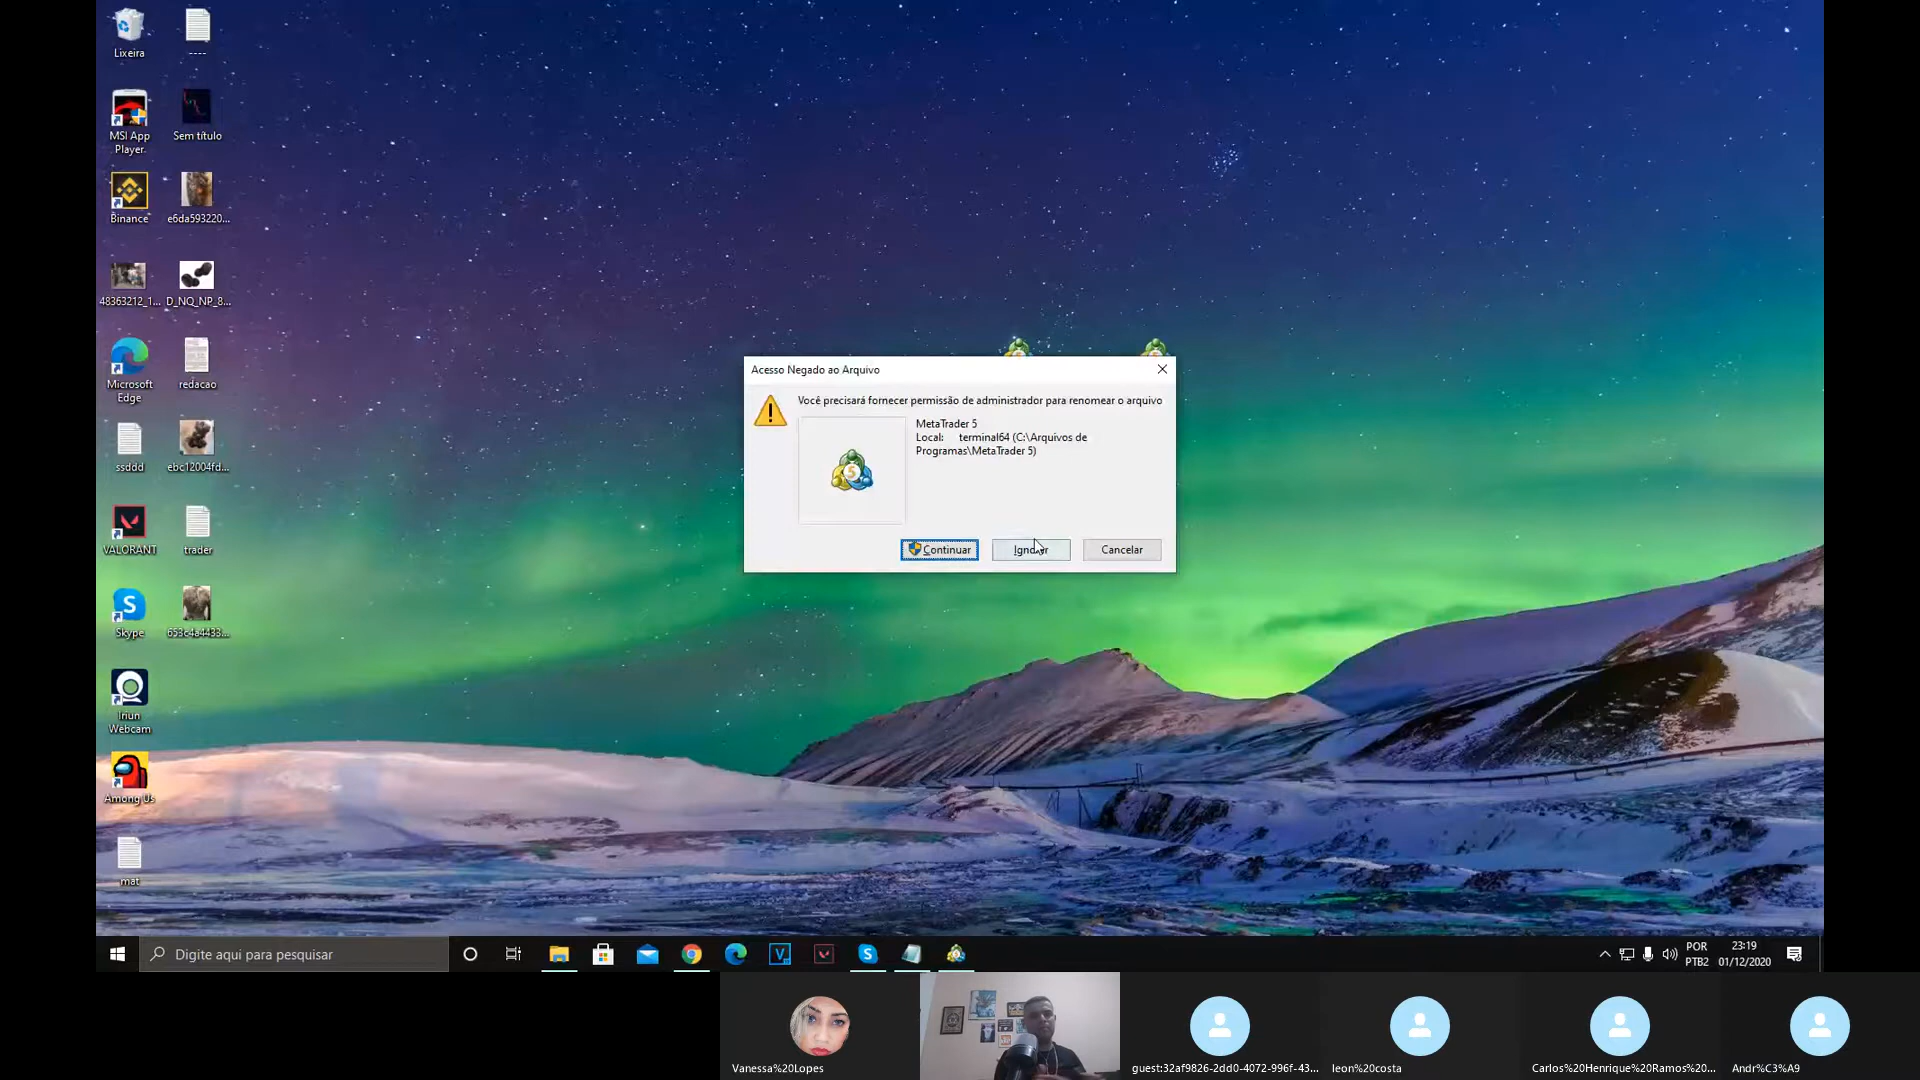 Lixeira
----
MSI App
Player
Sem título
Binance
e6da593220...
48363212_1...
D_NQ_NP_8...
Microsoft
Edge
redacao
ssddd
ebc12004fd...
VALORANT
trader
Skype
653c4a4433...
Iriun
Webcam
Among Us
mat
Acesso Negado ao Arquivo
Você precisará fornecer permissão de administrador para renomear o arquivo
MetaTrader 5
Local: terminal64 (C:\Arquivos de
Programas\MetaTrader 5)
Continuar
Ignorar
Cancelar
Digite aqui para pesquisar
POR
PTB2
23:19
01/12/2020
Vanessa%20Lopes
guest:32af9826-2dd0-4072-996f-43...
leon%20costa
Carlos%20Henrique%20Ramos%20...
Andr%C3%A9